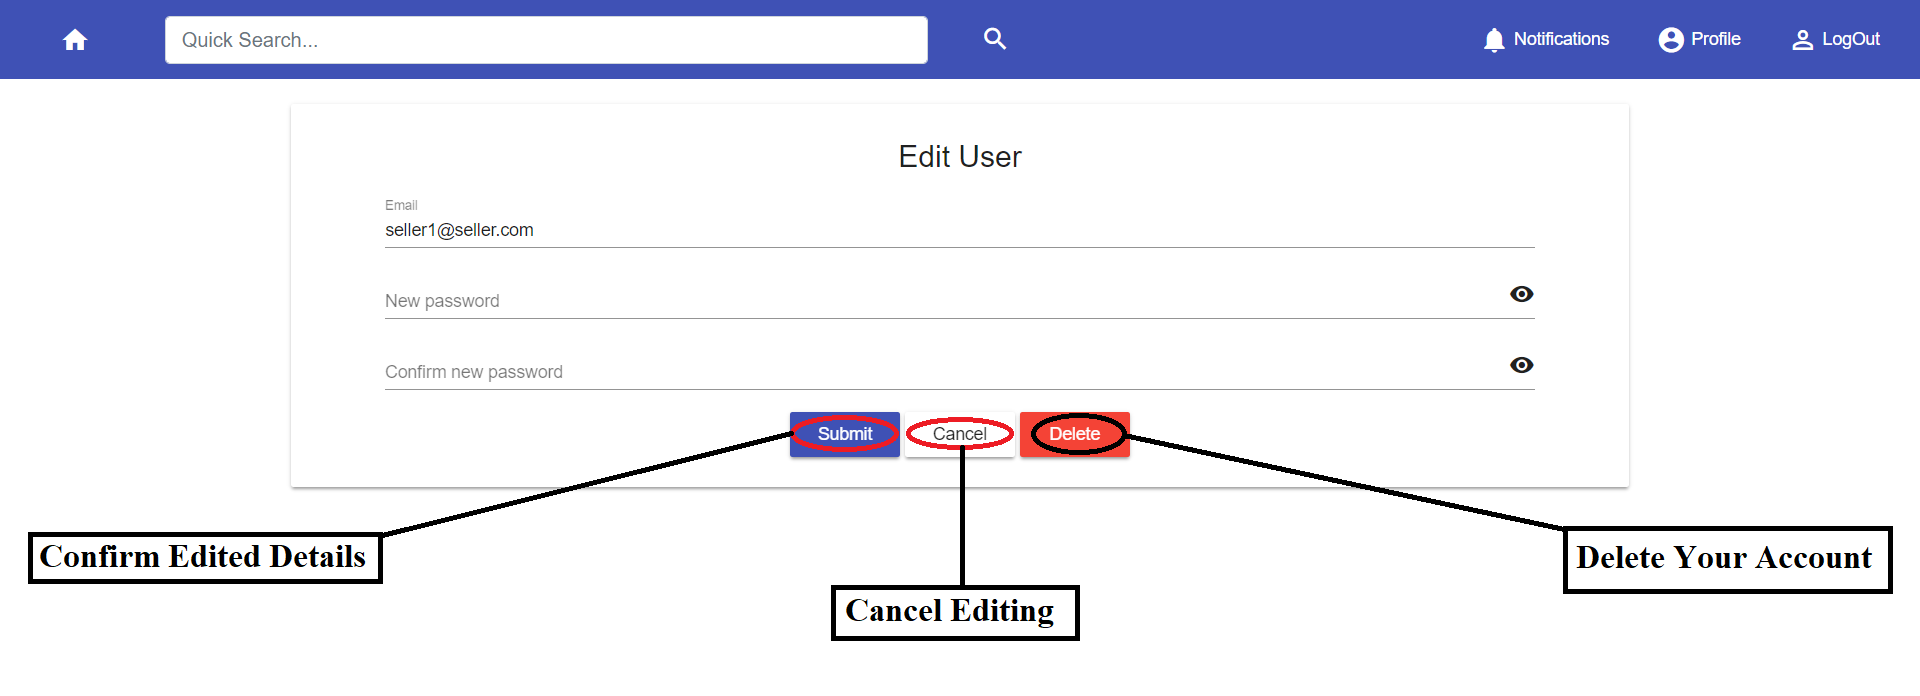 Quick Search...
Notifications
Profile
LogOut
Edit User
Email
seller1@seller.com
New password
Confirm new password
Submit
Cancel
Delete
Confirm Edited Details
Delete Your Account
Cancel Editing